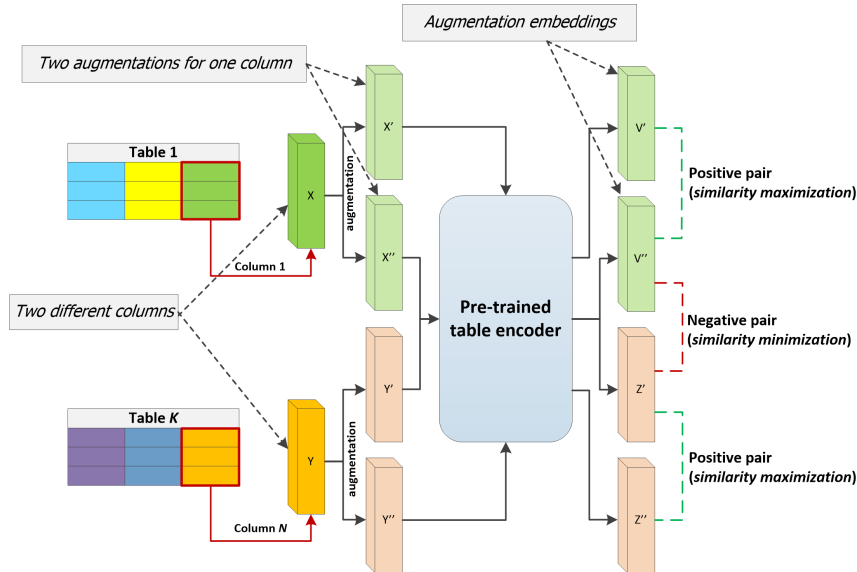 Augmentation embeddings
Two augmentations for one column
X'
V'
Table 1
X
augmentation
Positive pair
(similarity maximization)
X''
V''
Column 1
Two different columns
Pre-trained
table encoder
Negative pair
(similarity minimization)
Y'
Z'
Table K
Y
augmentation
Positive pair
(similarity maximization)
Y''
Z''
Column N